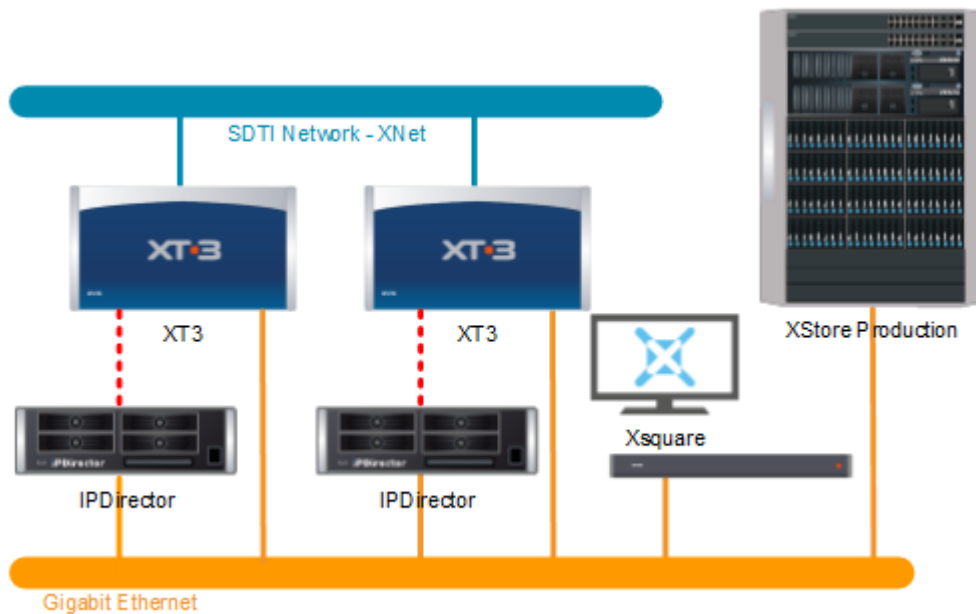 SDTI Network - XNet
XT3
XT3
XT3
XT3
XStore Production
IPDirector
IPDirector
Xsquare
IPDirector
IPDirector
Gigabit Ethernet